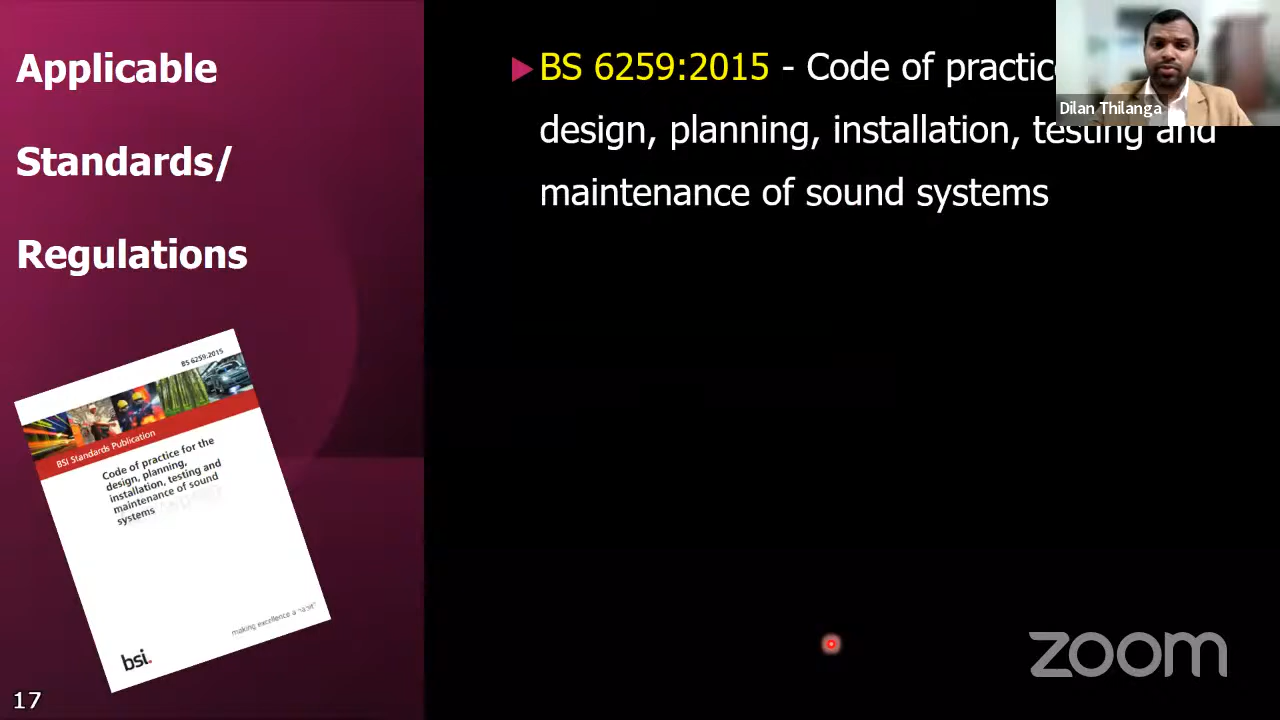 Applicable
Standards/
Regulations
BS 6259:2015 - Code of practice
design, planning, installation, testing and
maintenance of sound systems
Dilan Thilanga
BS 6259:2015
BSI Standards Publication
Code of practice for the
design, planning,
installation, testing and
maintenance of sound
systems
making excellence a habit
bsi.
zoom
17